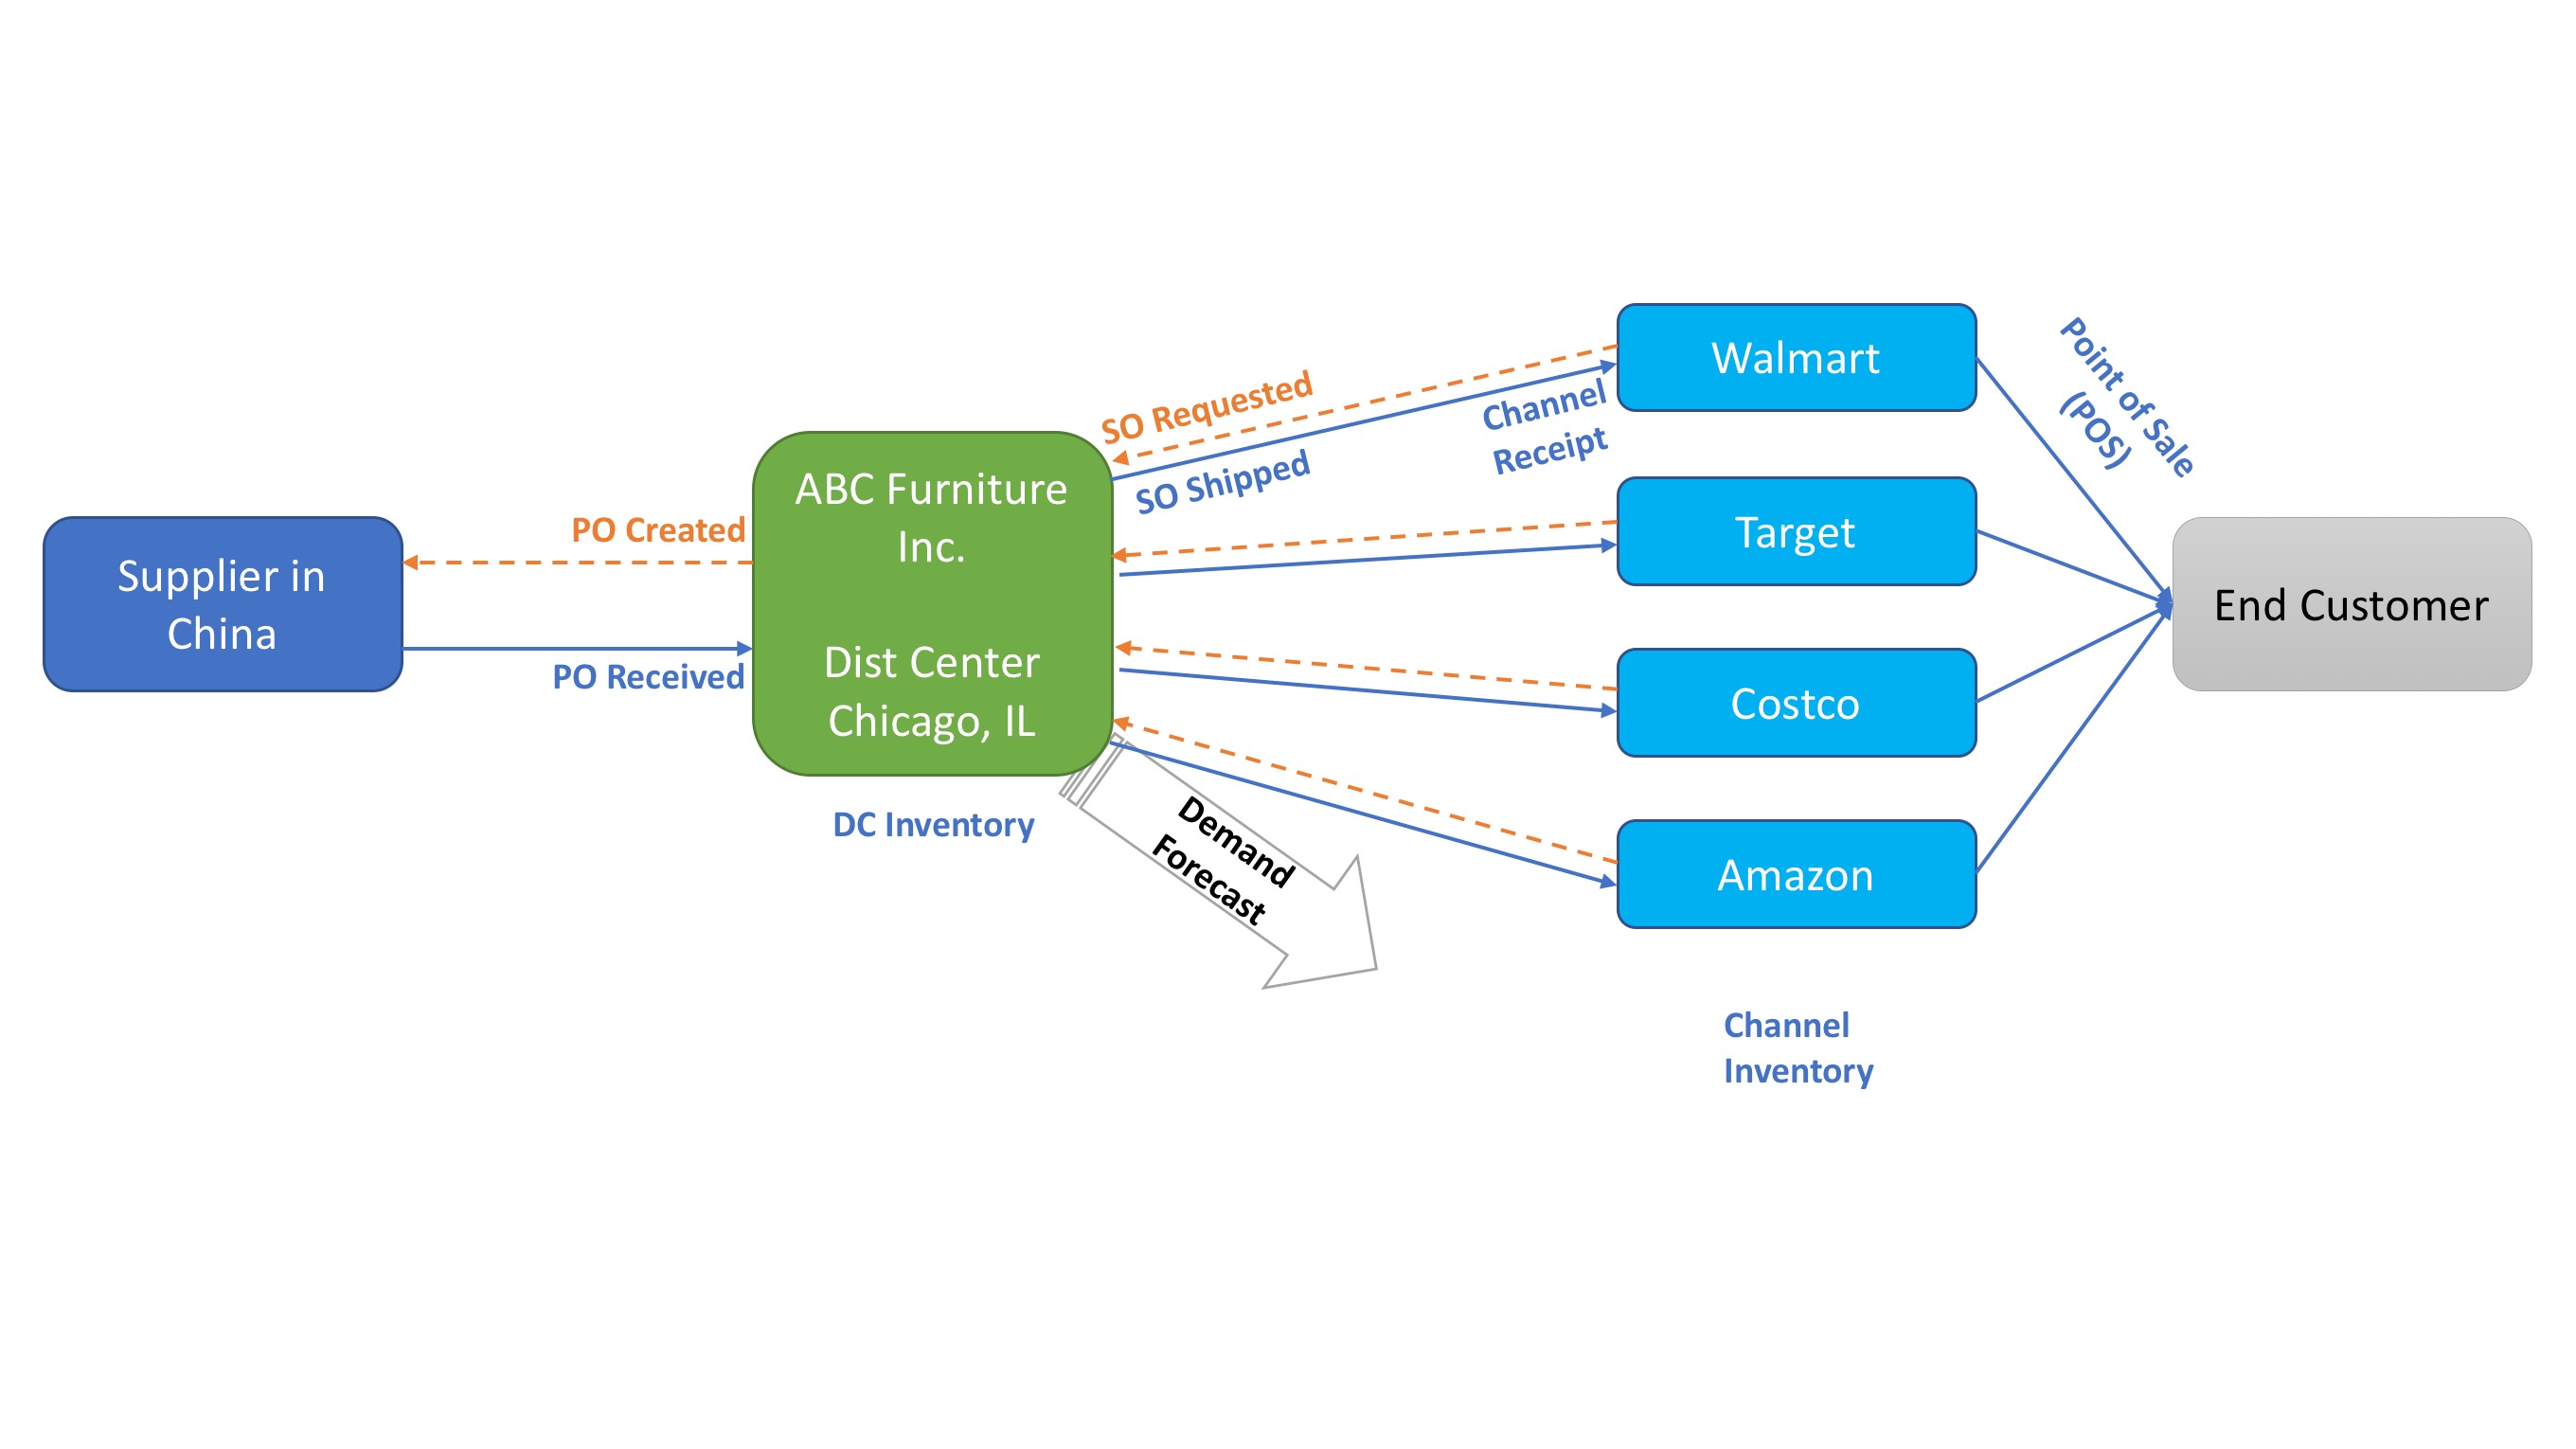 Supplier in
China
PO Created
PO Received
ABC Furniture
Inc.
Dist Center
Chicago, IL
DC Inventory
SO Requested
SO Shipped
Channel
Receipt
Demand
Forecast
Walmart
Target
Costco
Amazon
Channel
Inventory
Point of Sale
(POS)
End Customer